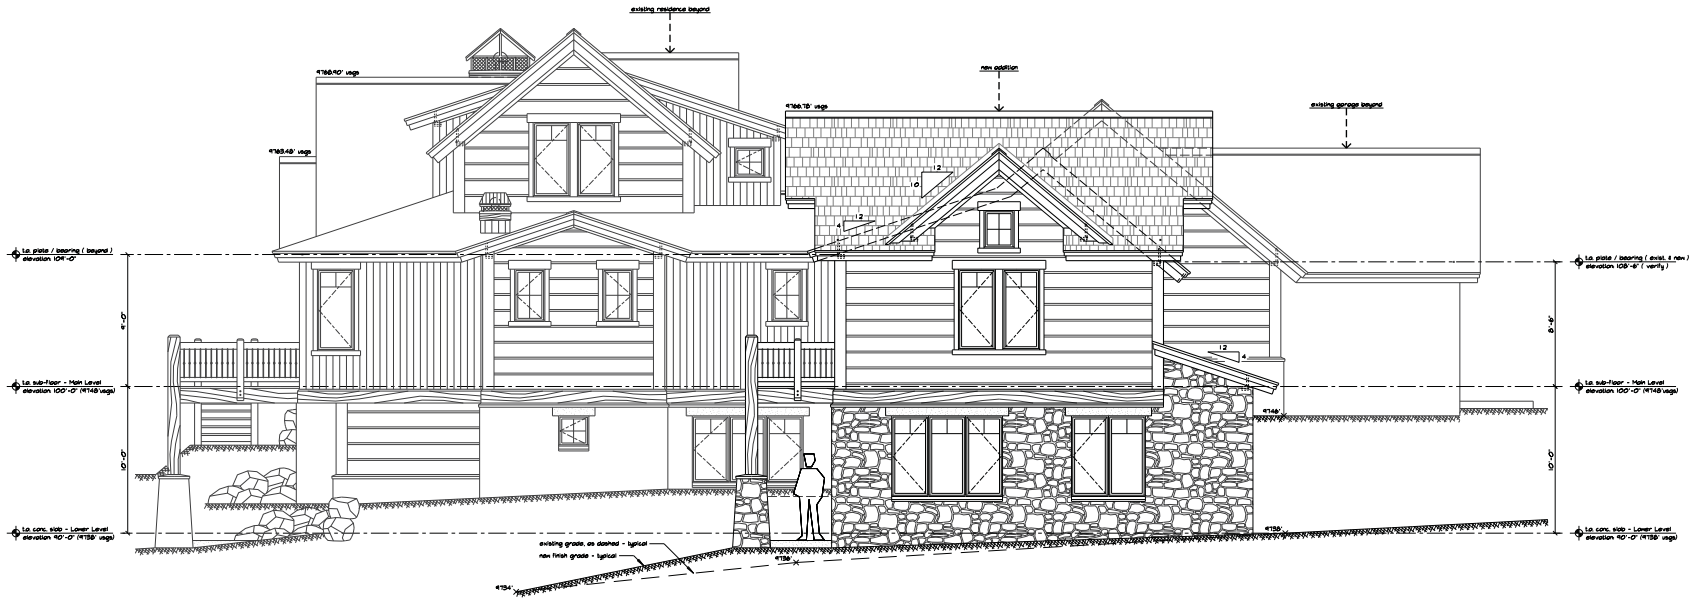 existing residence beyond
9768.90' usgs
new addition
9766.75' usgs
existing garage beyond
9763.48' usgs
12
10
12
4
t.o. plate / bearing ( beyond )
elevation 109'-0"
t.o. plate / bearing ( exist. & new )
elevation 108'-6" ( verify )
9'-0"
8'-6"
12
4
t.o. sub-floor - Main Level
elevation 100'-0" (9748'usgs)
t.o. sub-floor - Main Level
elevation 100'-0" (9748'usgs)
9746'
10'-0"
10'-0"
t.o. conc. slab - Lower Level
elevation 90'-0" (9738' usgs)
9738'
t.o. conc. slab - Lower Level
elevation 90'-0" (9738' usgs)
existing grade, as dashed - typical
new finish grade - typical
9736'
9734'